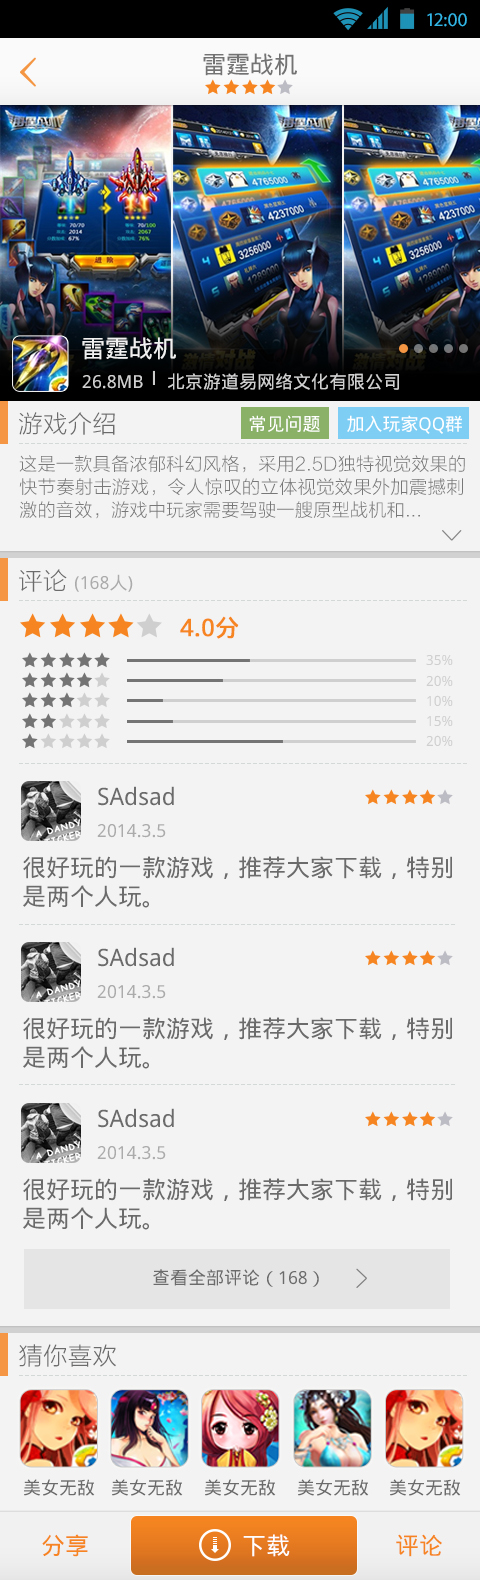 12:00
雷霆战机
雷霆战机
4765000
4237000
4
3256000
5
1289000
4765000
4237000
4
3256000
雷霆战机
26.8MB | 北京游道易网络文化有限公司
游戏介绍
常见问题
加入玩家QQ群
这是一款具备浓郁科幻风格，采用2.5D独特视觉效果的
快节奏射击游戏，令人惊叹的立体视觉效果外加震撼刺
激的音效，游戏中玩家需要驾驶一艘原型战机和...
评论 (168人)
4.0分
35%
20%
10%
15%
20%
SAdsad
2014.3.5
很好玩的一款游戏，推荐大家下载，特别
是两个人玩。
SAdsad
2014.3.5
很好玩的一款游戏，推荐大家下载，特别
是两个人玩。
SAdsad
2014.3.5
很好玩的一款游戏，推荐大家下载，特别
是两个人玩。
查看全部评论（168）
猜你喜欢
美女无敌
美女无敌
美女无敌
美女无敌
美女无敌
分享
下载
评论